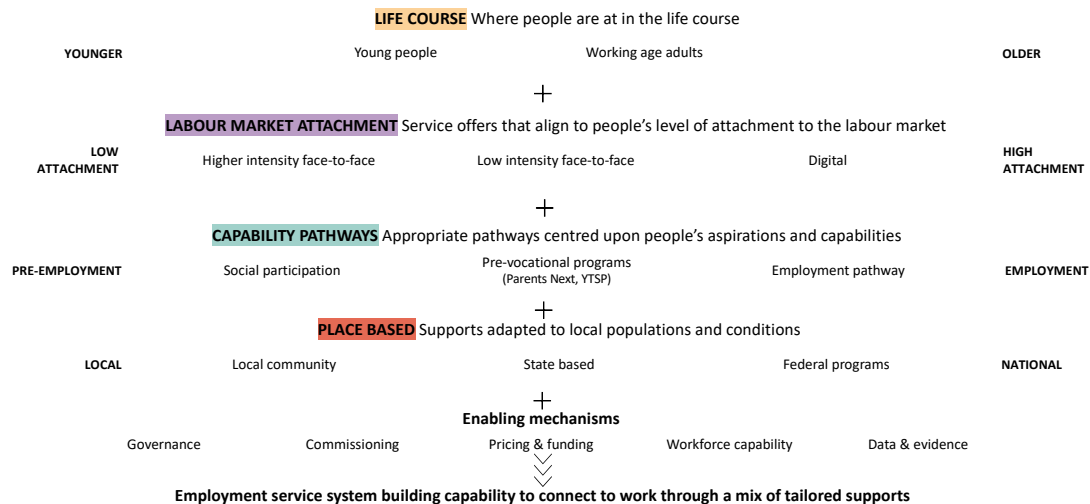 LIFE COURSE Where people are at in the life course
YOUNGER Young people Working age adults OLDER
+
LABOUR MARKET ATTACHMENT Service offers that align to people’s level of attachment to the labour market
LOW ATTACHMENT Higher intensity face-to-face Low intensity face-to-face Digital HIGH ATTACHMENT
+
CAPABILITY PATHWAYS Appropriate pathways centred upon people’s aspirations and capabilities
PRE-EMPLOYMENT Social participation Pre-vocational programs (Parents Next, YTSP) Employment pathway EMPLOYMENT
+
PLACE BASED Supports adapted to local populations and conditions
LOCAL Local community State based Federal programs NATIONAL
+
Enabling mechanisms
Governance Commissioning Pricing & funding Workforce capability Data & evidence
Employment service system building capability to connect to work through a mix of tailored supports